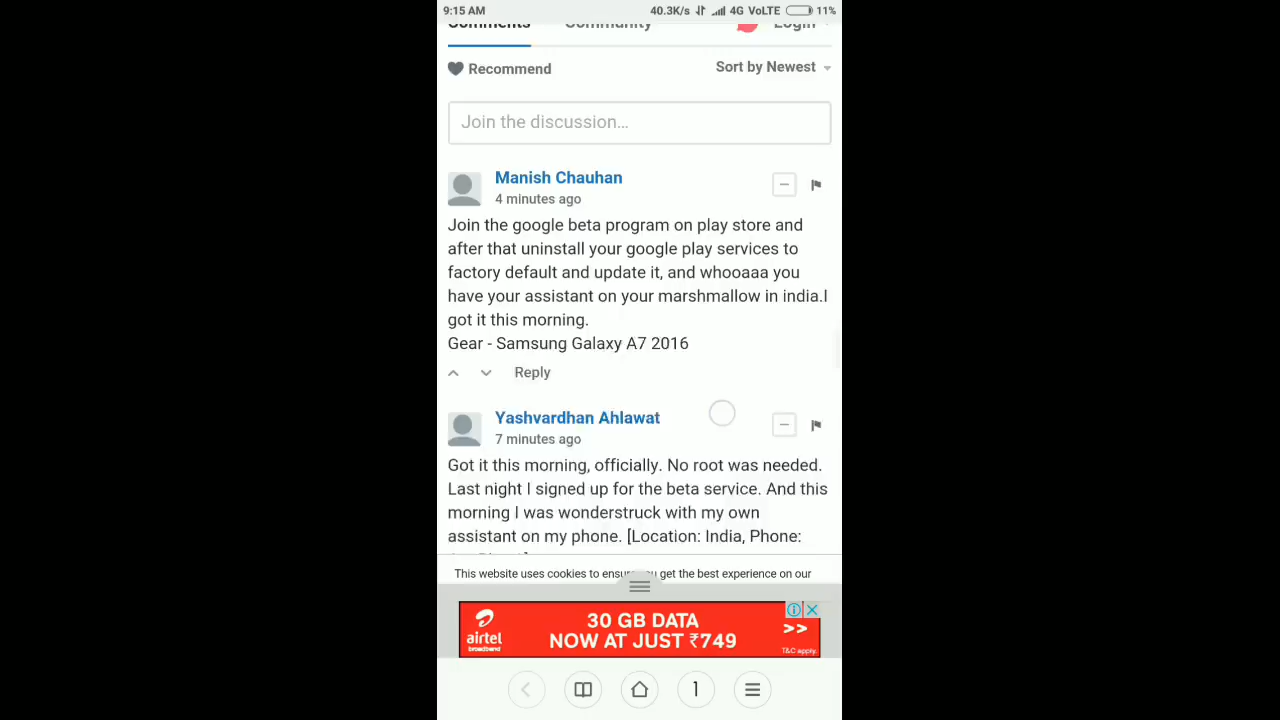 9:15 AM 40.3K/s 4G VoLTE 11%
Comments Community Login
Recommend Sort by Newest
Join the discussion...
Manish Chauhan
4 minutes ago
Join the google beta program on play store and
after that uninstall your google play services to
factory default and update it, and whooaaa you
have your assistant on your marshmallow in india.I
got it this morning.
Gear - Samsung Galaxy A7 2016
Reply
Yashvardhan Ahlawat
7 minutes ago
Got it this morning, officially. No root was needed.
Last night I signed up for the beta service. And this
morning I was wonderstruck with my own
assistant on my phone. [Location: India, Phone:
This website uses cookies to ensure you get the best experience on our
airtel
broadband
30 GB DATA
NOW AT JUST ₹749
>>
T&C apply.
1